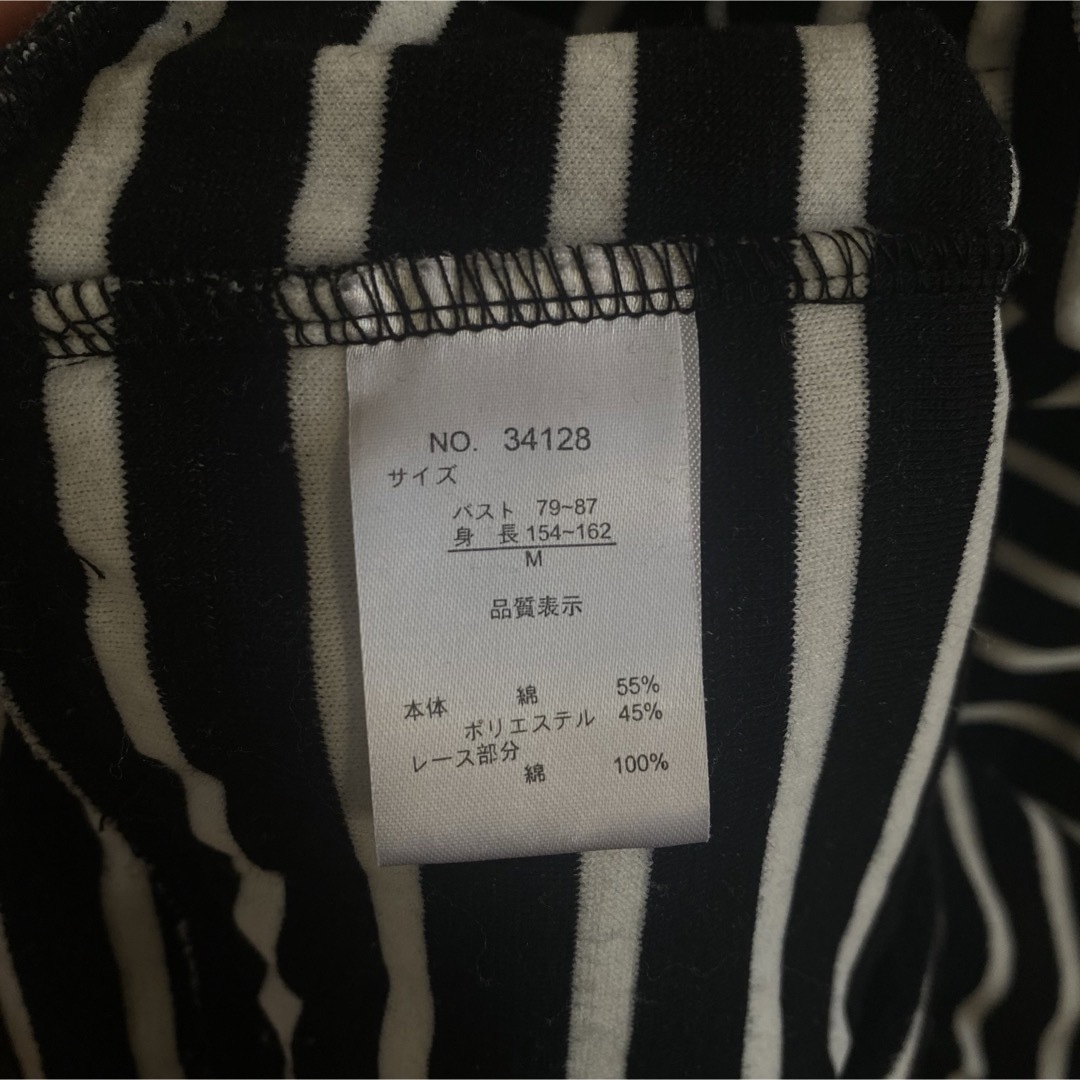 NO. 34128
サイズ
バスト 79~87
身 長 154~162
M
品質表示
本体 綿 55%
ポリエステル 45%
レース部分
綿 100%